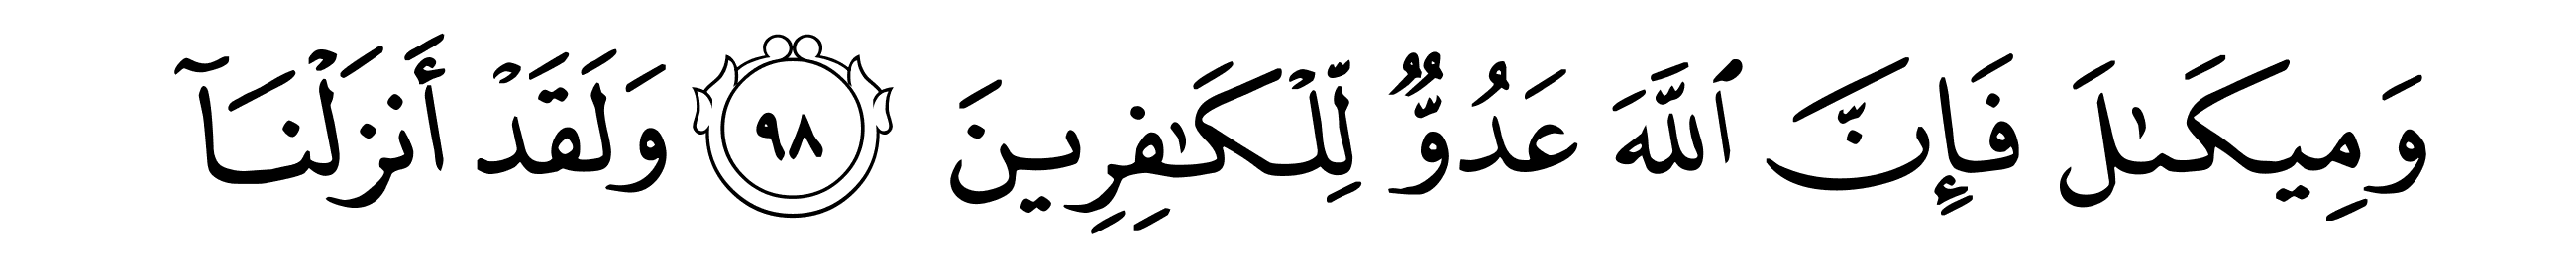 وَمِيكَىٰلَ فَإِنَّ ٱللَّهَ عَدُوٌّ لِّلْكَـٰفِرِينَ ٩٨ وَلَقَدْ أَنزَلْنَآ